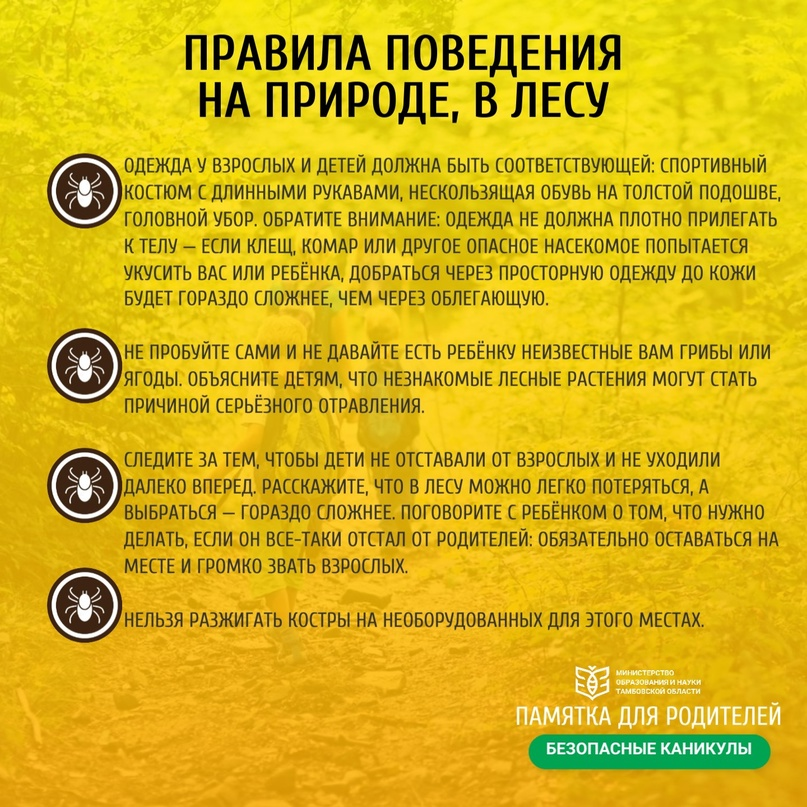 ПРАВИЛА ПОВЕДЕНИЯ
НА ПРИРОДЕ, В ЛЕСУ
ОДЕЖДА У ВЗРОСЛЫХ И ДЕТЕЙ ДОЛЖНА БЫТЬ СООТВЕТСТВУЮЩЕЙ: СПОРТИВНЫЙ
КОСТЮМ С ДЛИННЫМИ РУКАВАМИ, НЕСКОЛЬЗЯЩАЯ ОБУВЬ НА ТОЛСТОЙ ПОДОШВЕ,
ГОЛОВНОЙ УБОР. ОБРАТИТЕ ВНИМАНИЕ: ОДЕЖДА НЕ ДОЛЖНА ПЛОТНО ПРИЛЕГАТЬ
К ТЕЛУ — ЕСЛИ КЛЕЩ, КОМАР ИЛИ ДРУГОЕ ОПАСНОЕ НАСЕКОМОЕ ПОПЫТАЕТСЯ
УКУСИТЬ ВАС ИЛИ РЕБЁНКА, ДОБРАТЬСЯ ЧЕРЕЗ ПРОСТОРНУЮ ОДЕЖДУ ДО КОЖИ
БУДЕТ ГОРАЗДО СЛОЖНЕЕ, ЧЕМ ЧЕРЕЗ ОБЛЕГАЮЩУЮ.
НЕ ПРОБУЙТЕ САМИ И НЕ ДАВАЙТЕ ЕСТЬ РЕБЁНКУ НЕИЗВЕСТНЫЕ ВАМ ГРИБЫ ИЛИ
ЯГОДЫ. ОБЪЯСНИТЕ ДЕТЯМ, ЧТО НЕЗНАКОМЫЕ ЛЕСНЫЕ РАСТЕНИЯ МОГУТ СТАТЬ
ПРИЧИНОЙ СЕРЬЁЗНОГО ОТРАВЛЕНИЯ.
СЛЕДИТЕ ЗА ТЕМ, ЧТОБЫ ДЕТИ НЕ ОТСТАВАЛИ ОТ ВЗРОСЛЫХ И НЕ УХОДИЛИ
ДАЛЕКО ВПЕРЕД. РАССКАЖИТЕ, ЧТО В ЛЕСУ МОЖНО ЛЕГКО ПОТЕРЯТЬСЯ, А
ВЫБРАТЬСЯ — ГОРАЗДО СЛОЖНЕЕ. ПОГОВОРИТЕ С РЕБЁНКОМ О ТОМ, ЧТО НУЖНО
ДЕЛАТЬ, ЕСЛИ ОН ВСЕ-ТАКИ ОТСТАЛ ОТ РОДИТЕЛЕЙ: ОБЯЗАТЕЛЬНО ОСТАВАТЬСЯ НА
МЕСТЕ И ГРОМКО ЗВАТЬ ВЗРОСЛЫХ.
НЕЛЬЗЯ РАЗЖИГАТЬ КОСТРЫ НА НЕОБОРУДОВАННЫХ ДЛЯ ЭТОГО МЕСТАХ.
МИНИСТЕРСТВО
ОБРАЗОВАНИЯ И НАУКИ
ТАМБОВСКОЙ ОБЛАСТИ
ПАМЯТКА ДЛЯ РОДИТЕЛЕЙ
БЕЗОПАСНЫЕ КАНИКУЛЫ